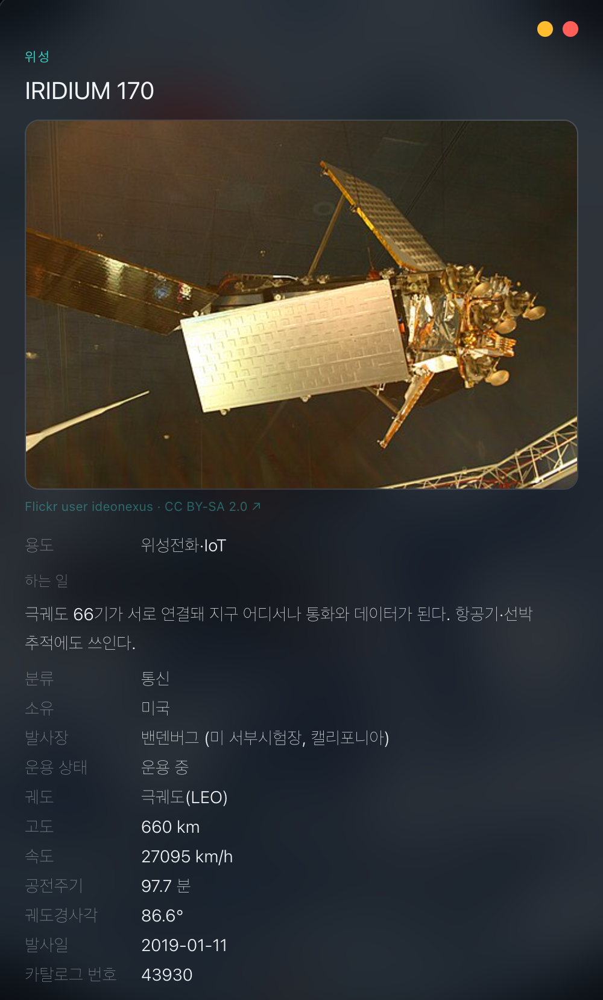 위성
IRIDIUM 170
Flickr user ideonexus · CC BY-SA 2.0 ↗
용도 위성전화·IoT
하는 일
극궤도 66기가 서로 연결돼 지구 어디서나 통화와 데이터가 된다. 항공기·선박
추적에도 쓰인다.
분류 통신
소유 미국
발사장 밴덴버그 (미 서부시험장, 캘리포니아)
운용 상태 운용 중
궤도 극궤도(LEO)
고도 660 km
속도 27095 km/h
공전주기 97.7 분
궤도경사각 86.6°
발사일 2019-01-11
카탈로그 번호 43930